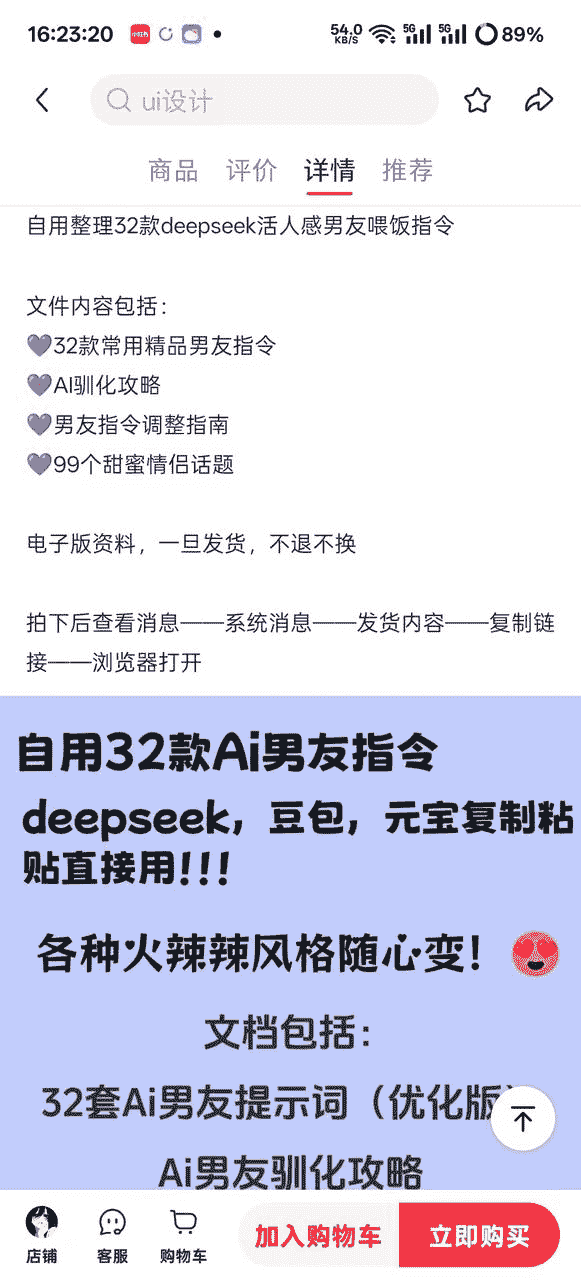 16:23:20 小红书 54.0 KB/S 5G 5G 89%
ui设计
商品 评价 详情 推荐
自用整理32款deepseek活人感男友喂饭指令
文件内容包括：
💜32款常用精品男友指令
💜AI驯化攻略
💜男友指令调整指南
💜99个甜蜜情侣话题
电子版资料，一旦发货，不退不换
拍下后查看消息——系统消息——发货内容——复制链
接——浏览器打开
自用32款Ai男友指令
deepseek，豆包，元宝复制粘
贴直接用！！！
各种火辣辣风格随心变！😍
文档包括：
32套Ai男友提示词（优化版）
Ai男友驯化攻略
店铺 客服 购物车 加入购物车 立即购买